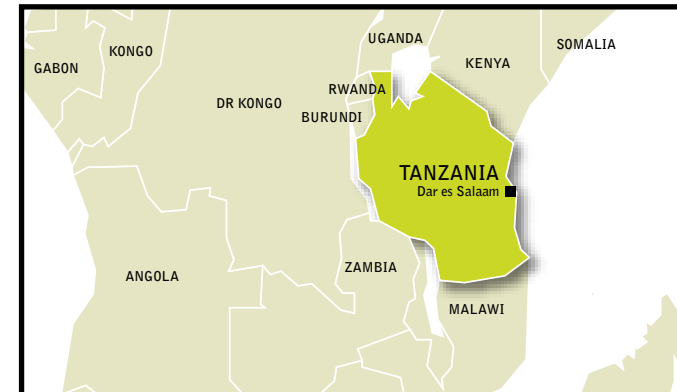 UGANDA
SOMALIA
KONGO
KENYA
GABON
RWANDA
DR KONGO
BURUNDI
TANZANIA
Dar es Salaam
ZAMBIA
ANGOLA
MALAWI